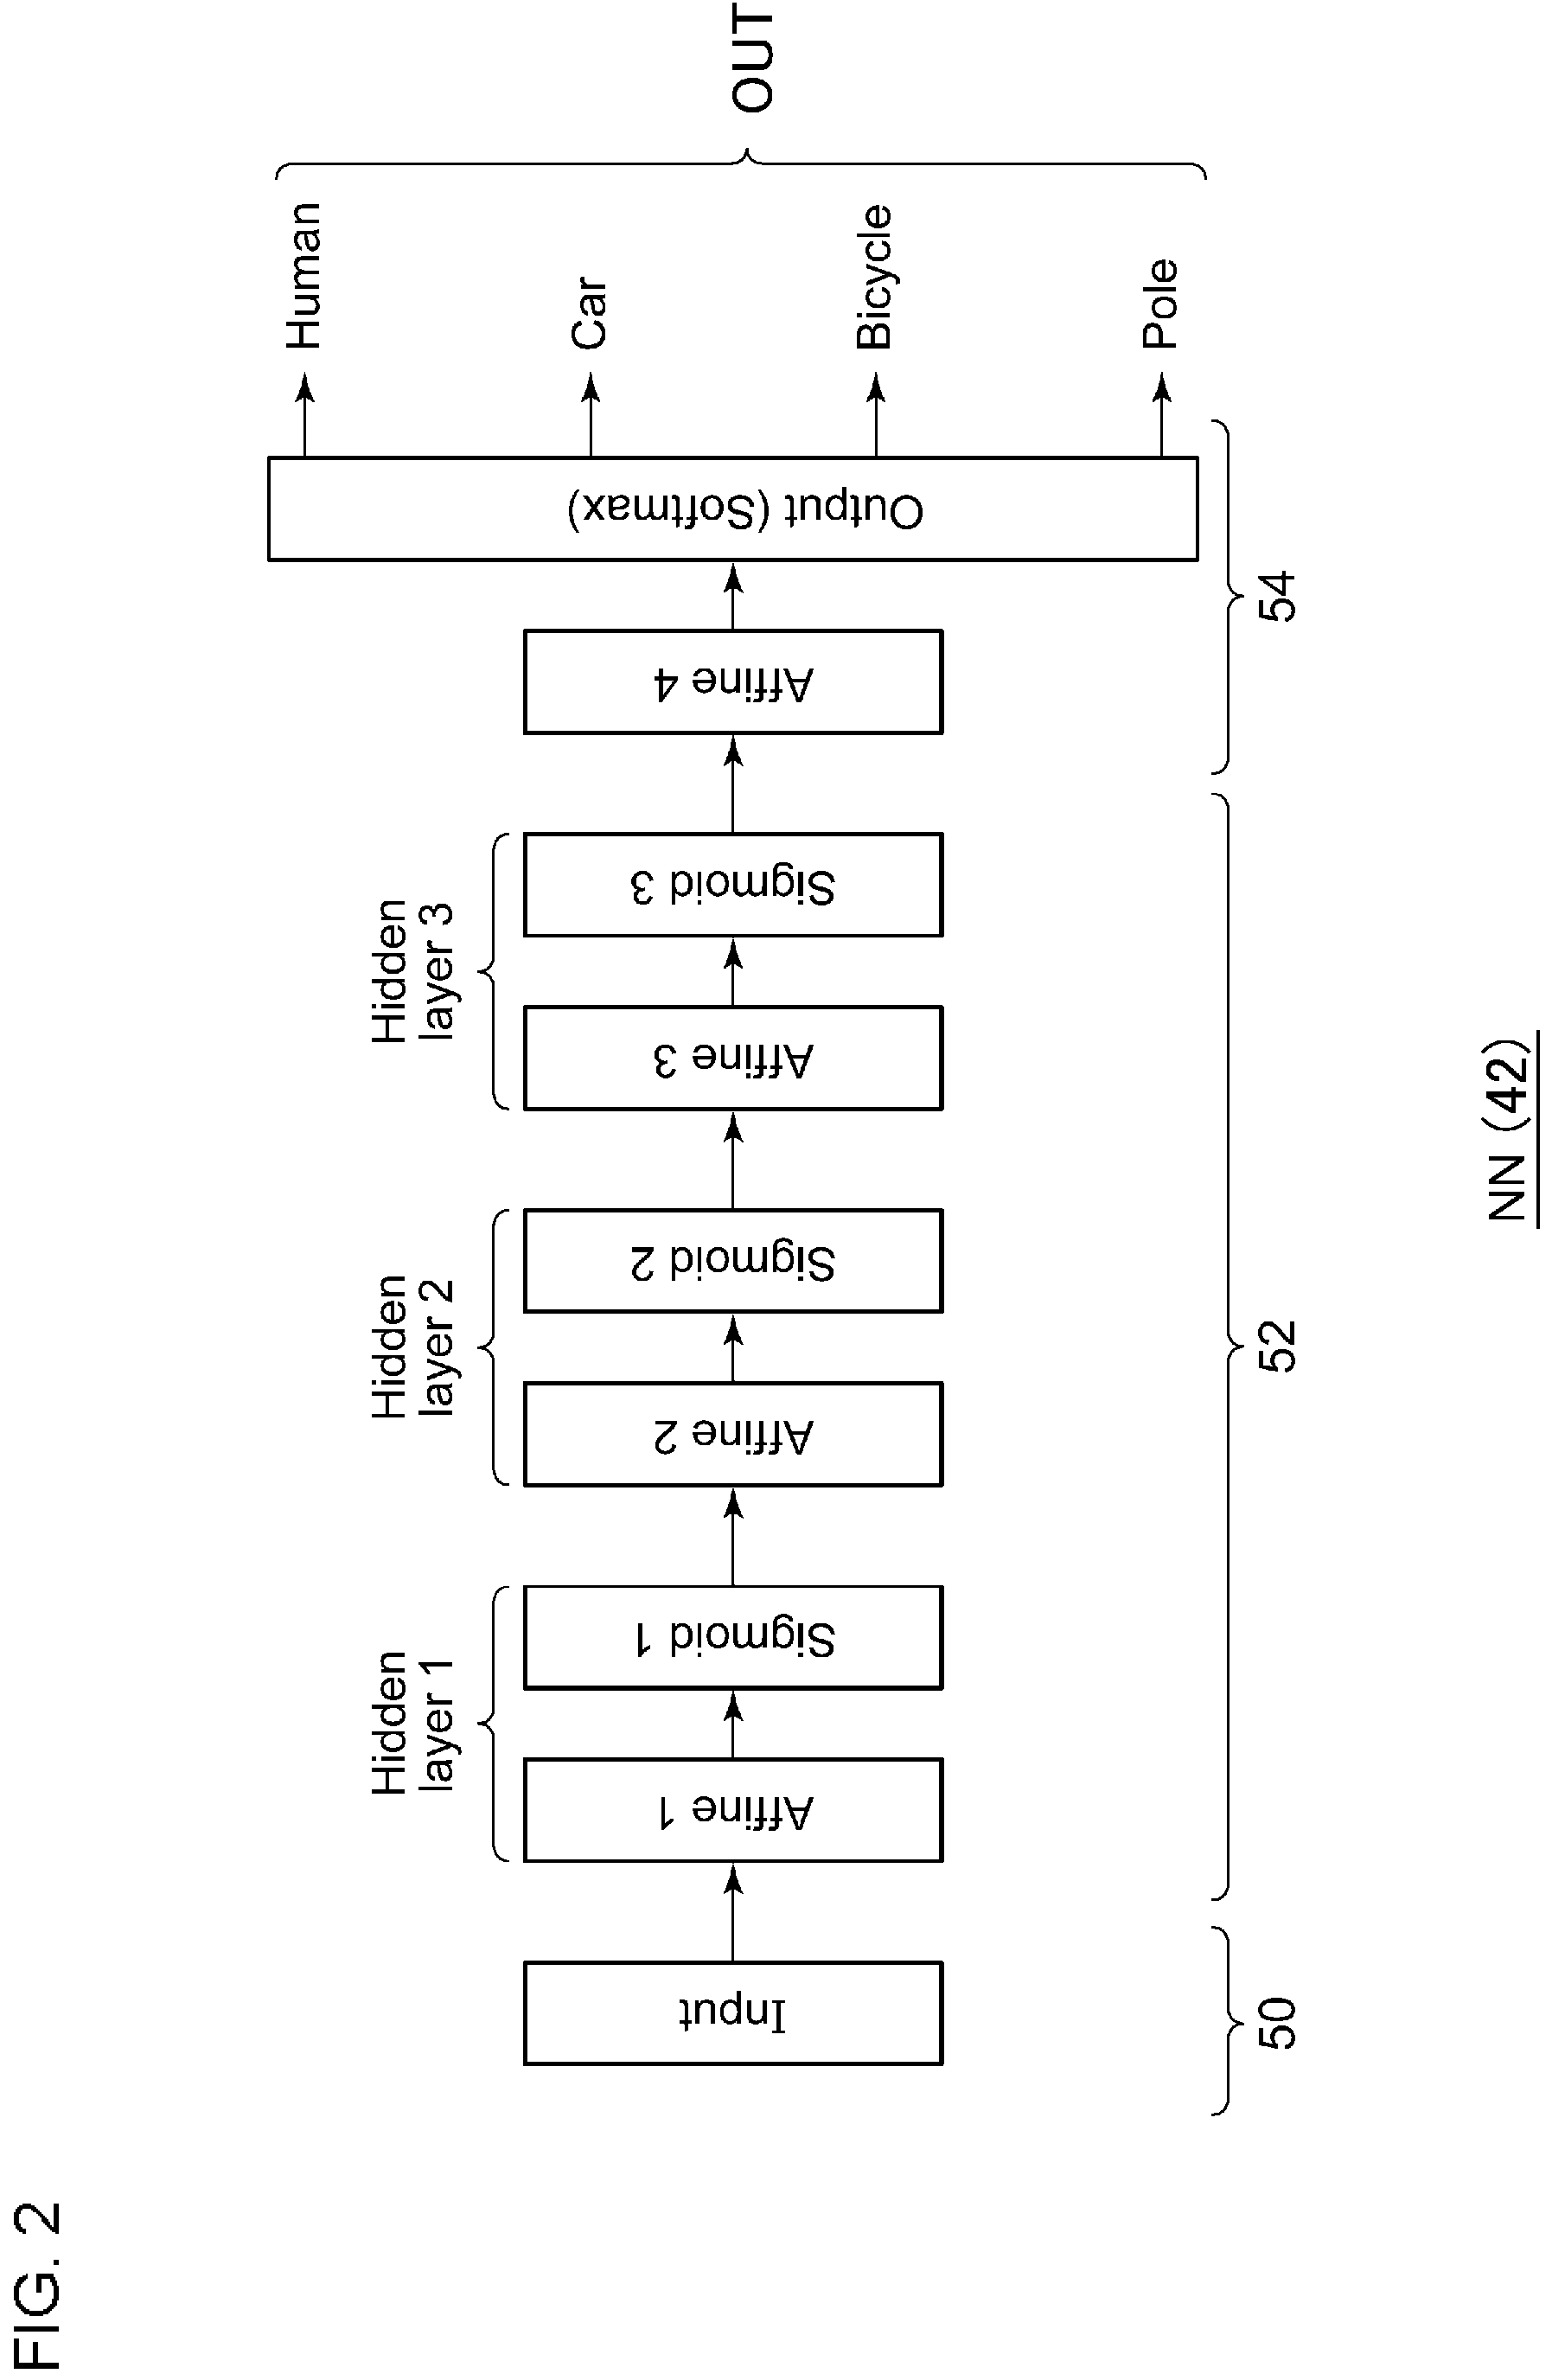 FIG. 2
Hidden
layer 1
Hidden
layer 2
Hidden
layer 3
Input
Affine 1
Sigmoid 1
Affine 2
Sigmoid 2
Affine 3
Sigmoid 3
Affine 4
Output (Softmax)
Human
Car
Bicycle
Pole
OUT
50
52
54
NN (42)